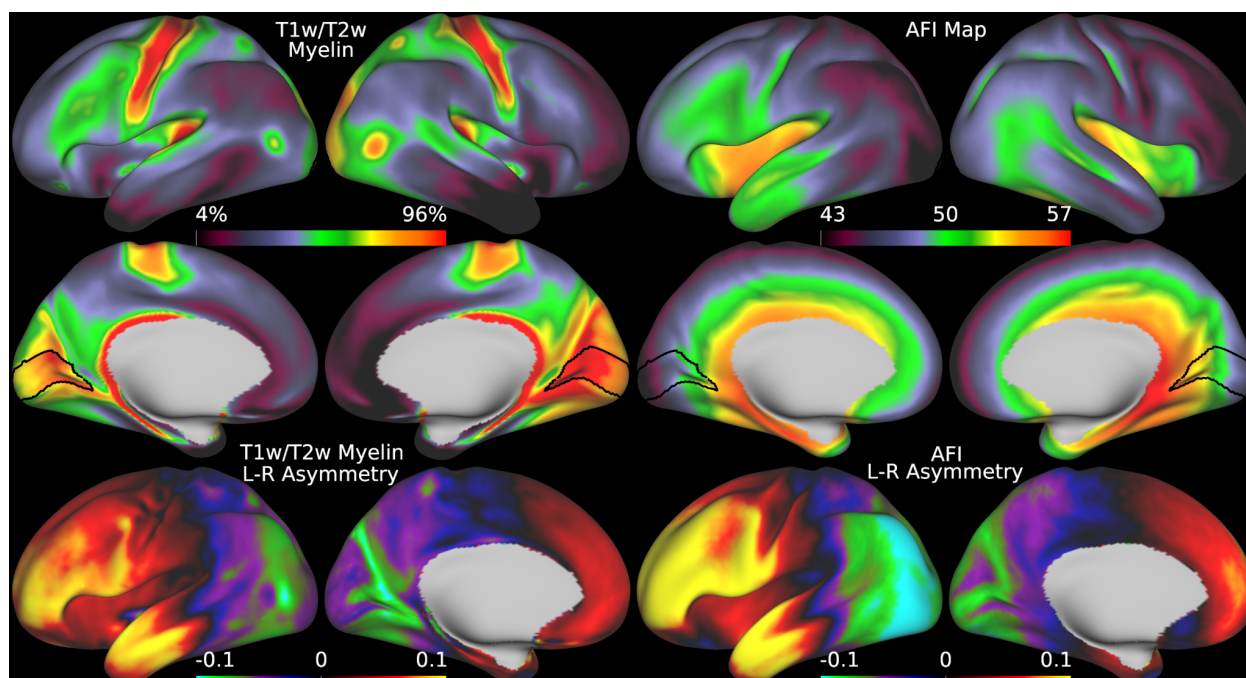 T1w/T2w
Myelin
AFI Map
4% 96%
43 50 57
T1w/T2w Myelin
L-R Asymmetry
AFI
L-R Asymmetry
-0.1 0 0.1
-0.1 0 0.1